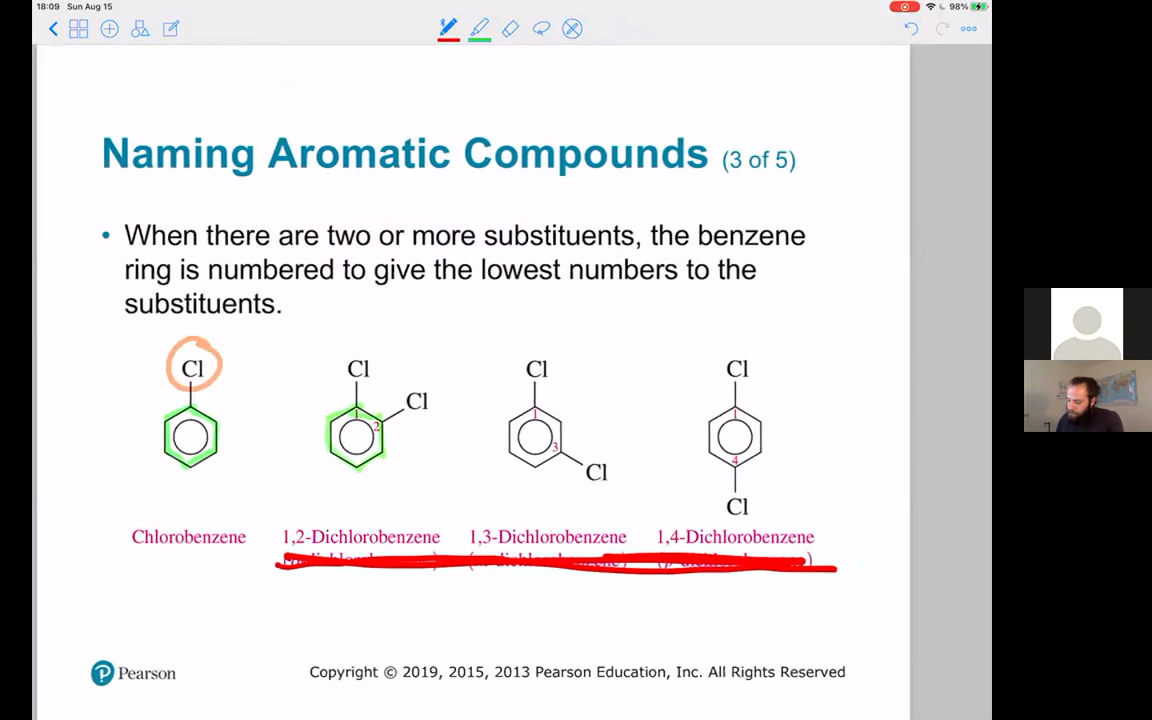 18:09 Sun Aug 15
98%
Naming Aromatic Compounds (3 of 5)
• When there are two or more substituents, the benzene
ring is numbered to give the lowest numbers to the
substituents.
Cl Cl Cl Cl
Cl
1 1 1
2
3
4
Cl
Cl
Chlorobenzene 1,2-Dichlorobenzene 1,3-Dichlorobenzene 1,4-Dichlorobenzene
Pearson Copyright © 2019, 2015, 2013 Pearson Education, Inc. All Rights Reserved